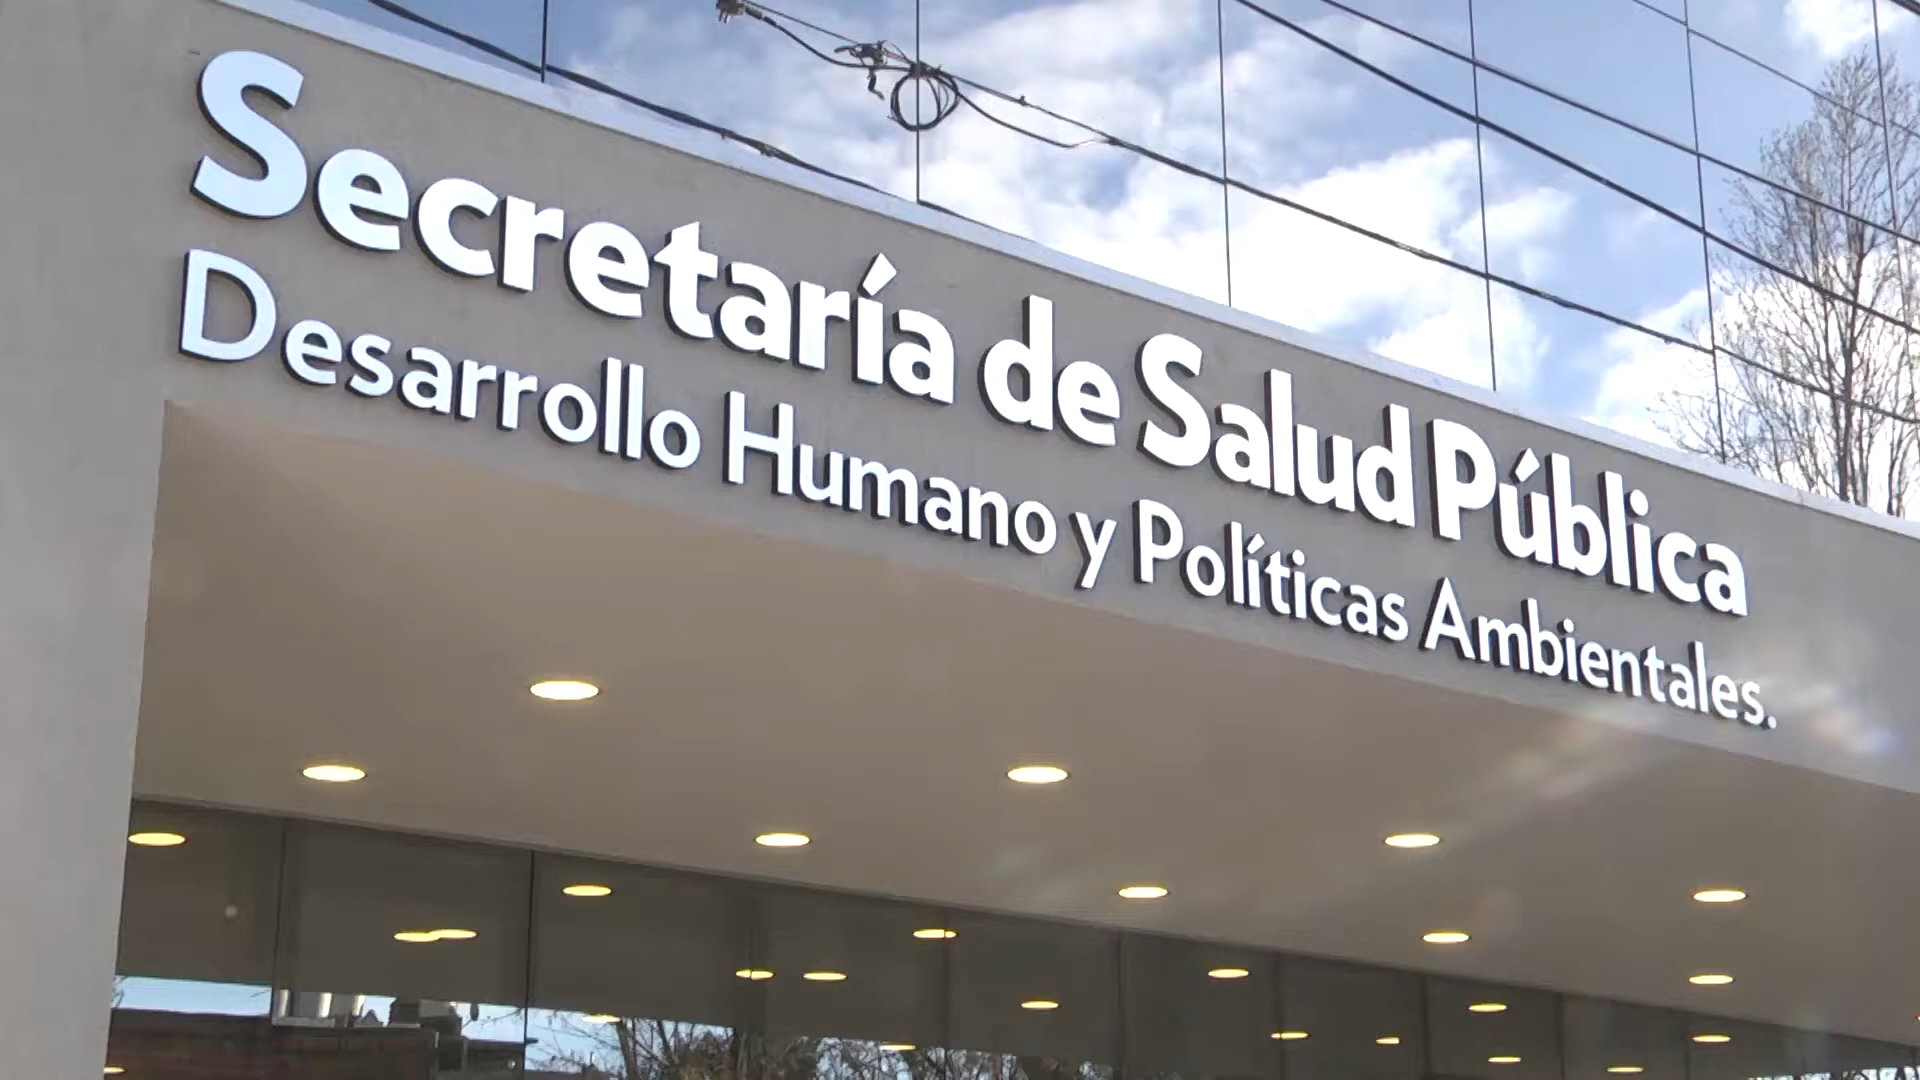 Secretaría de Salud Pública
Desarrollo Humano y Políticas Ambientales.